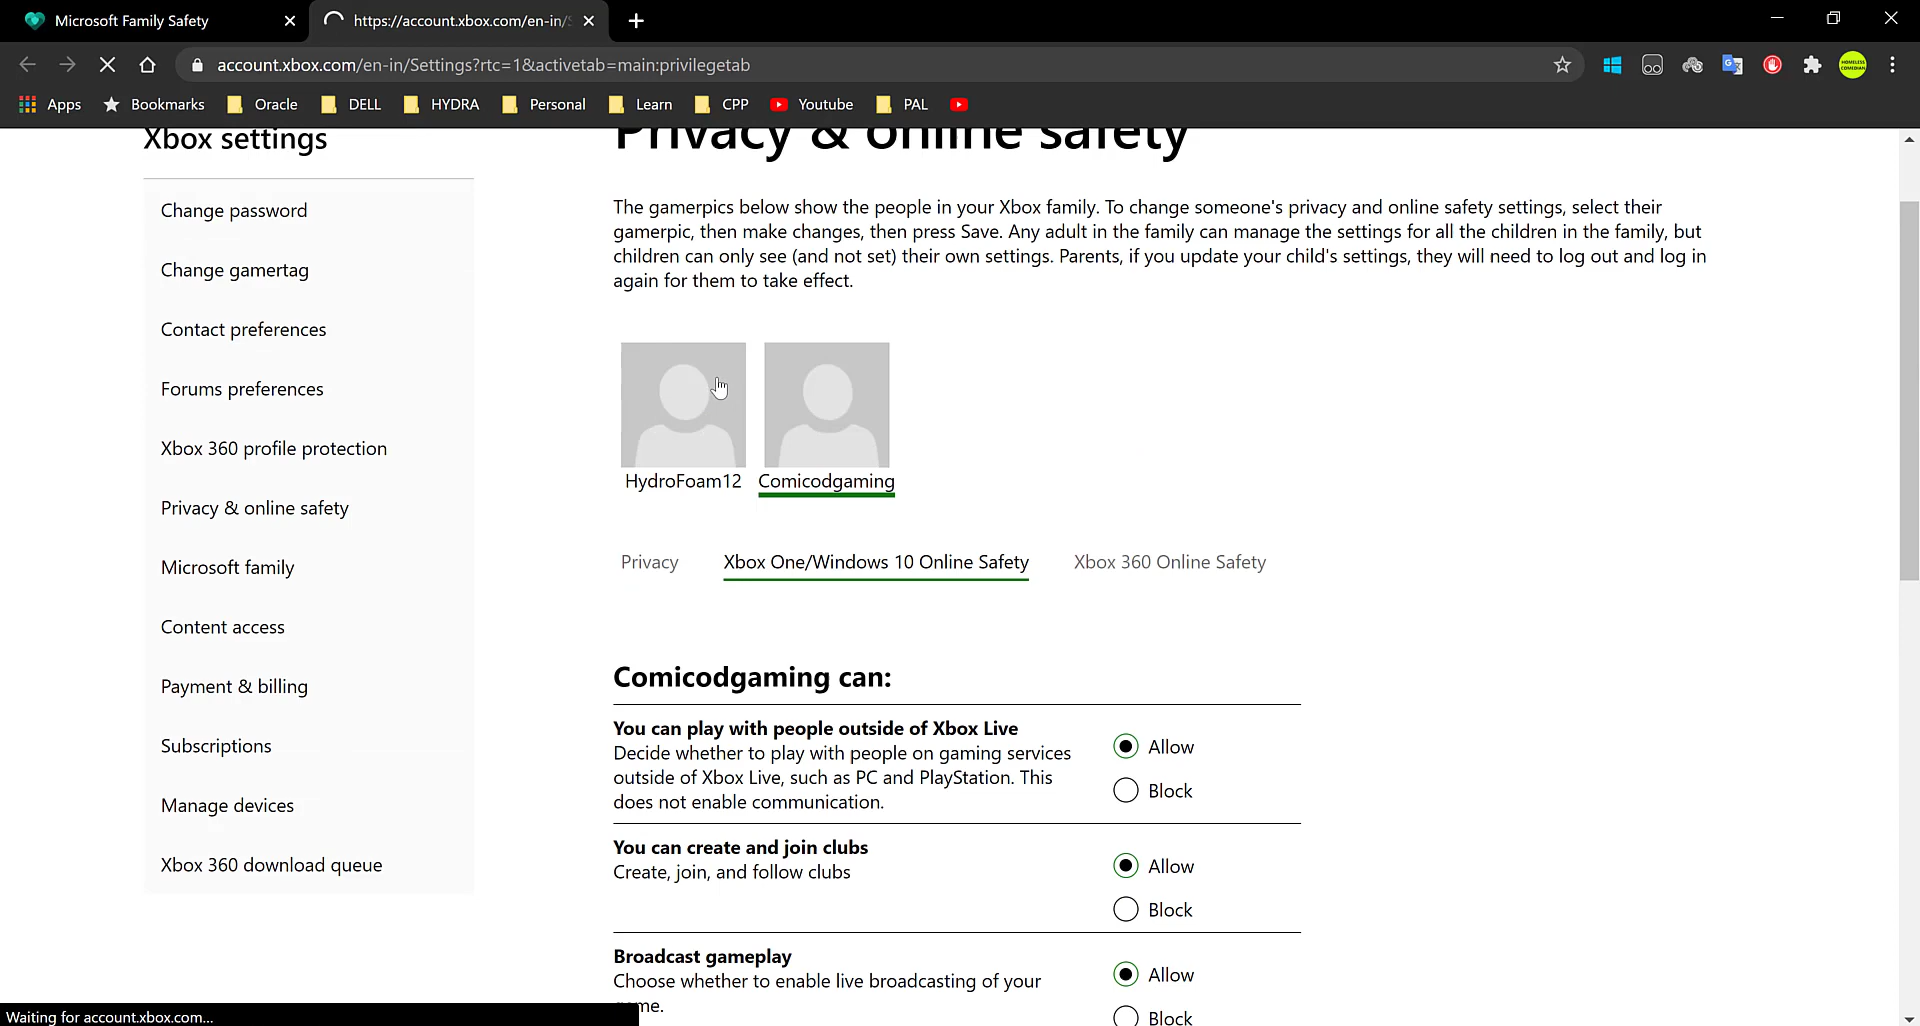 Microsoft Family Safety
https://account.xbox.com/en-in/S
account.xbox.com/en-in/Settings?rtc=1&activetab=main:privilegetab
HOMELESS COMEDIAN
Apps
Bookmarks
Oracle
DELL
HYDRA
Personal
Learn
CPP
Youtube
PAL
Xbox settings
Change password
Change gamertag
Contact preferences
Forums preferences
Xbox 360 profile protection
Privacy & online safety
Microsoft family
Content access
Payment & billing
Subscriptions
Manage devices
Xbox 360 download queue
Privacy & online safety
The gamerpics below show the people in your Xbox family. To change someone's privacy and online safety settings, select their
gamerpic, then make changes, then press Save. Any adult in the family can manage the settings for all the children in the family, but
children can only see (and not set) their own settings. Parents, if you update your child's settings, they will need to log out and log in
again for them to take effect.
HydroFoam12
Comicodgaming
Privacy
Xbox One/Windows 10 Online Safety
Xbox 360 Online Safety
Comicodgaming can:
You can play with people outside of Xbox Live
Decide whether to play with people on gaming services
outside of Xbox Live, such as PC and PlayStation. This
does not enable communication.
Allow
Block
You can create and join clubs
Create, join, and follow clubs
Allow
Block
Broadcast gameplay
Choose whether to enable live broadcasting of your
me.
Allow
Block
Waiting for account.xbox.com...